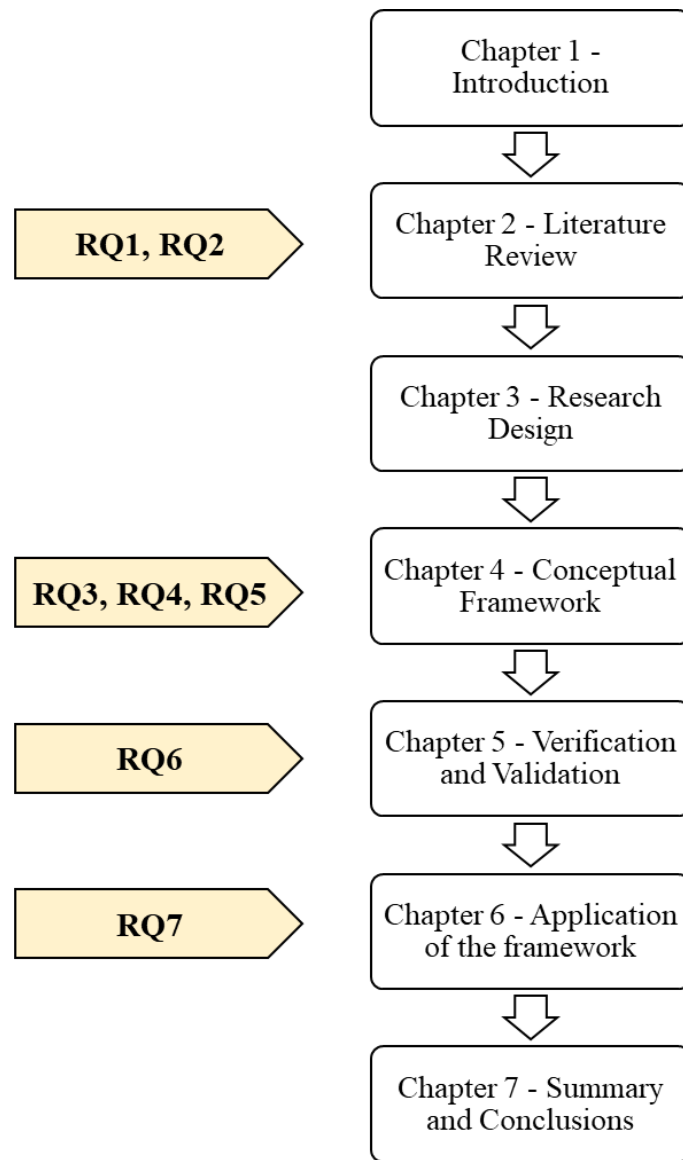 Chapter 1 -
Introduction
RQ1, RQ2
Chapter 2 - Literature
Review
Chapter 3 - Research
Design
RQ3, RQ4, RQ5
Chapter 4 - Conceptual
Framework
RQ6
Chapter 5 - Verification
and Validation
RQ7
Chapter 6 - Application
of the framework
Chapter 7 - Summary
and Conclusions